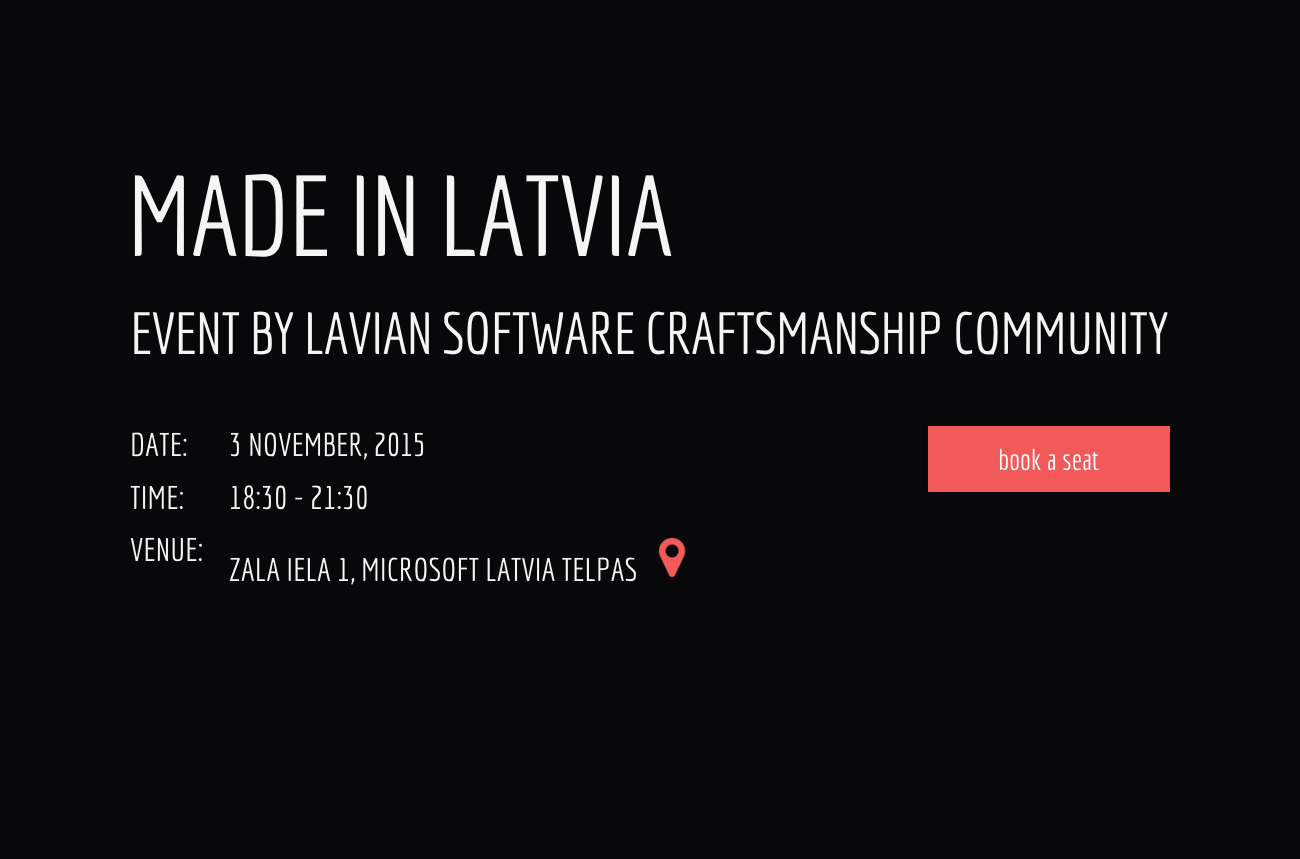 MADE IN LATVIA
EVENT BY LAVIAN SOFTWARE CRAFTSMANSHIP COMMUNITY
DATE: 3 NOVEMBER, 2015
book a seat
TIME: 18:30 - 21:30
VENUE: ZALA IELA 1, MICROSOFT LATVIA TELPAS